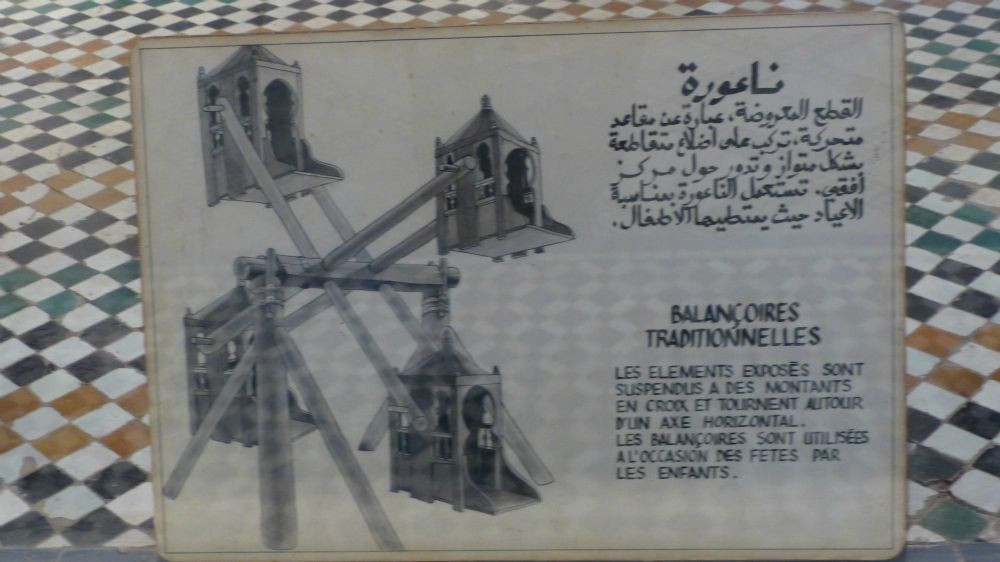 ناعورة
القطع المعروضة، عبارة عن مقاعد
متحركة، تركب على أضلاع متقاطعة
بشكل متواز وتدور حول مركز
أفقي. تستعمل الناعورة بمناسبة
الأعياد حيث يمتطيها الأطفال.
BALANÇOIRES
TRADITIONNELLES
LES ELEMENTS EXPOSÉS SONT
SUSPENDUS A DES MONTANTS
EN CROIX ET TOURNENT AUTOUR
D'UN AXE HORIZONTAL.
LES BALANÇOIRES SONT UTILISÉES
A L'OCCASION DES FETES PAR
LES ENFANTS.